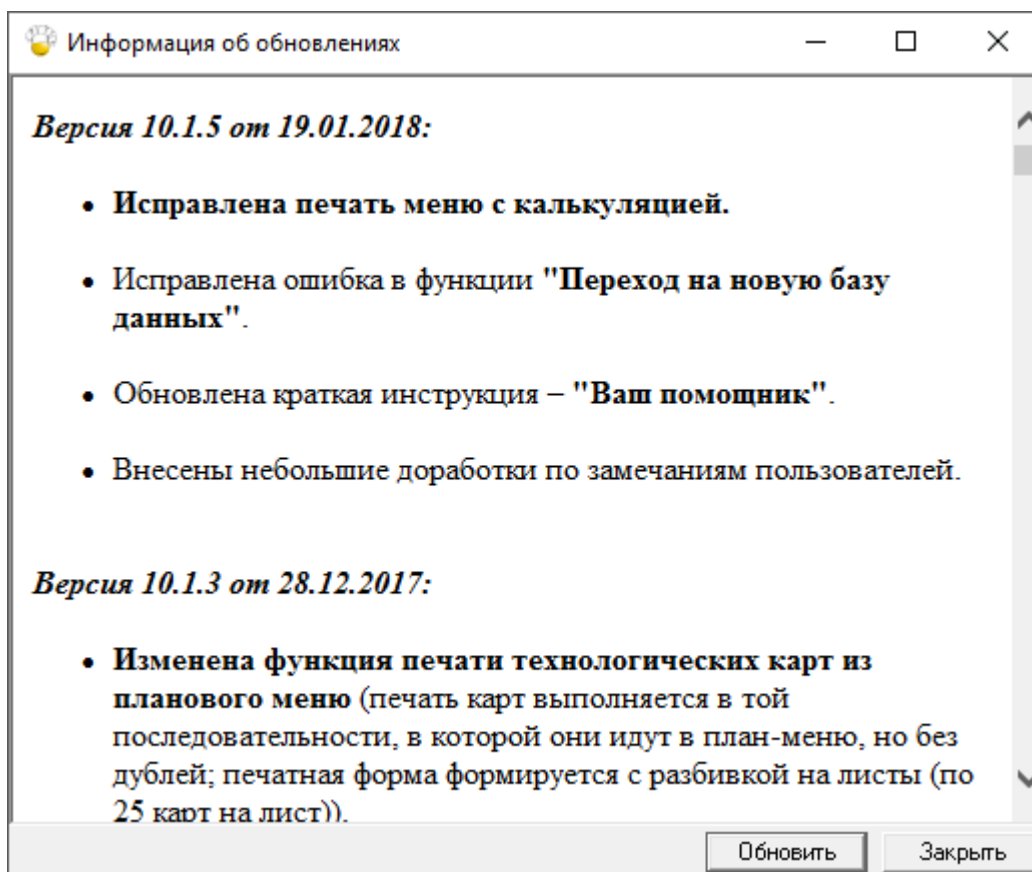 Информация об обновлениях
Версия 10.1.5 от 19.01.2018:
• Исправлена печать меню с калькуляцией.
• Исправлена ошибка в функции "Переход на новую базу
данных".
• Обновлена краткая инструкция – "Ваш помощник".
• Внесены небольшие доработки по замечаниям пользователей.
Версия 10.1.3 от 28.12.2017:
• Изменена функция печати технологических карт из
планового меню (печать карт выполняется в той
последовательности, в которой они идут в план-меню, но без
дублей; печатная форма формируется с разбивкой на листы (по
25 карт на лист)).
Обновить Закрыть